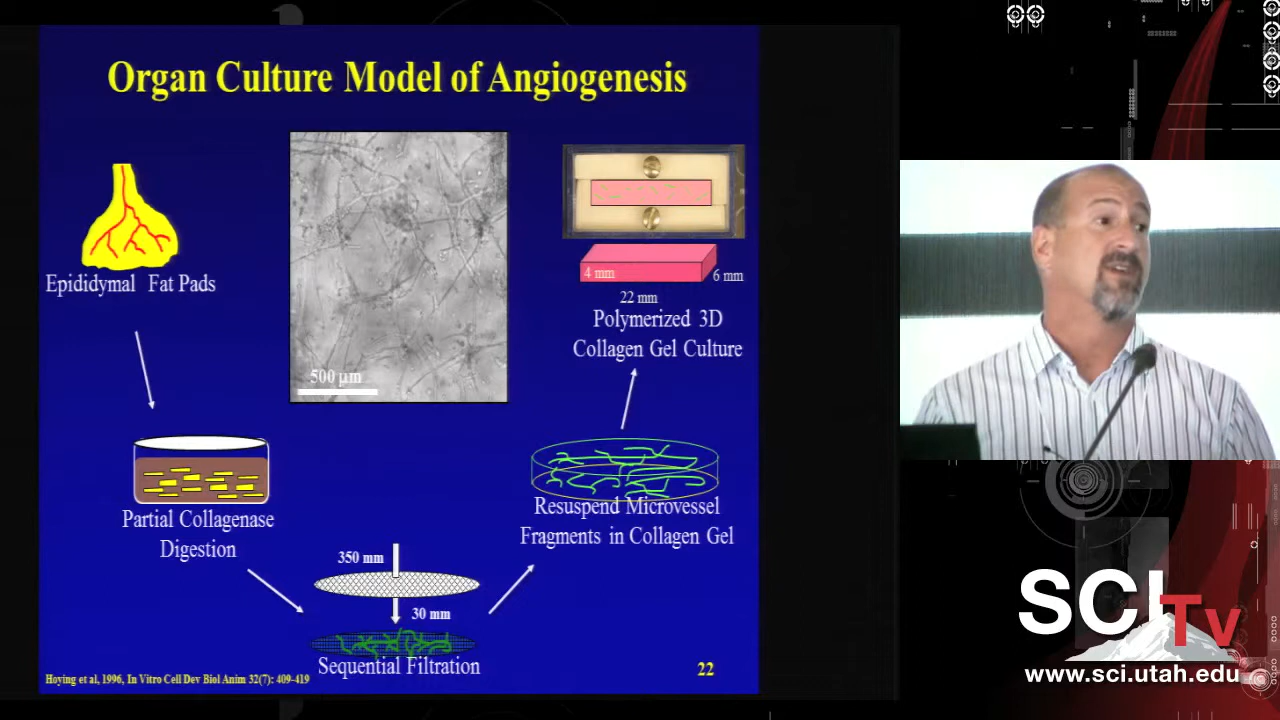 Organ Culture Model of Angiogenesis
Epididymal Fat Pads
500 µm
4 mm
6 mm
22 mm
Polymerized 3D
Collagen Gel Culture
Partial Collagenase
Digestion
350 mm
30 mm
Sequential Filtration
Resuspend Microvessel
Fragments in Collagen Gel
Hoying et al, 1996, In Vitro Cell Dev Biol Anim 32(7): 409-419
22
SCI
Tv
www.sci.utah.edu